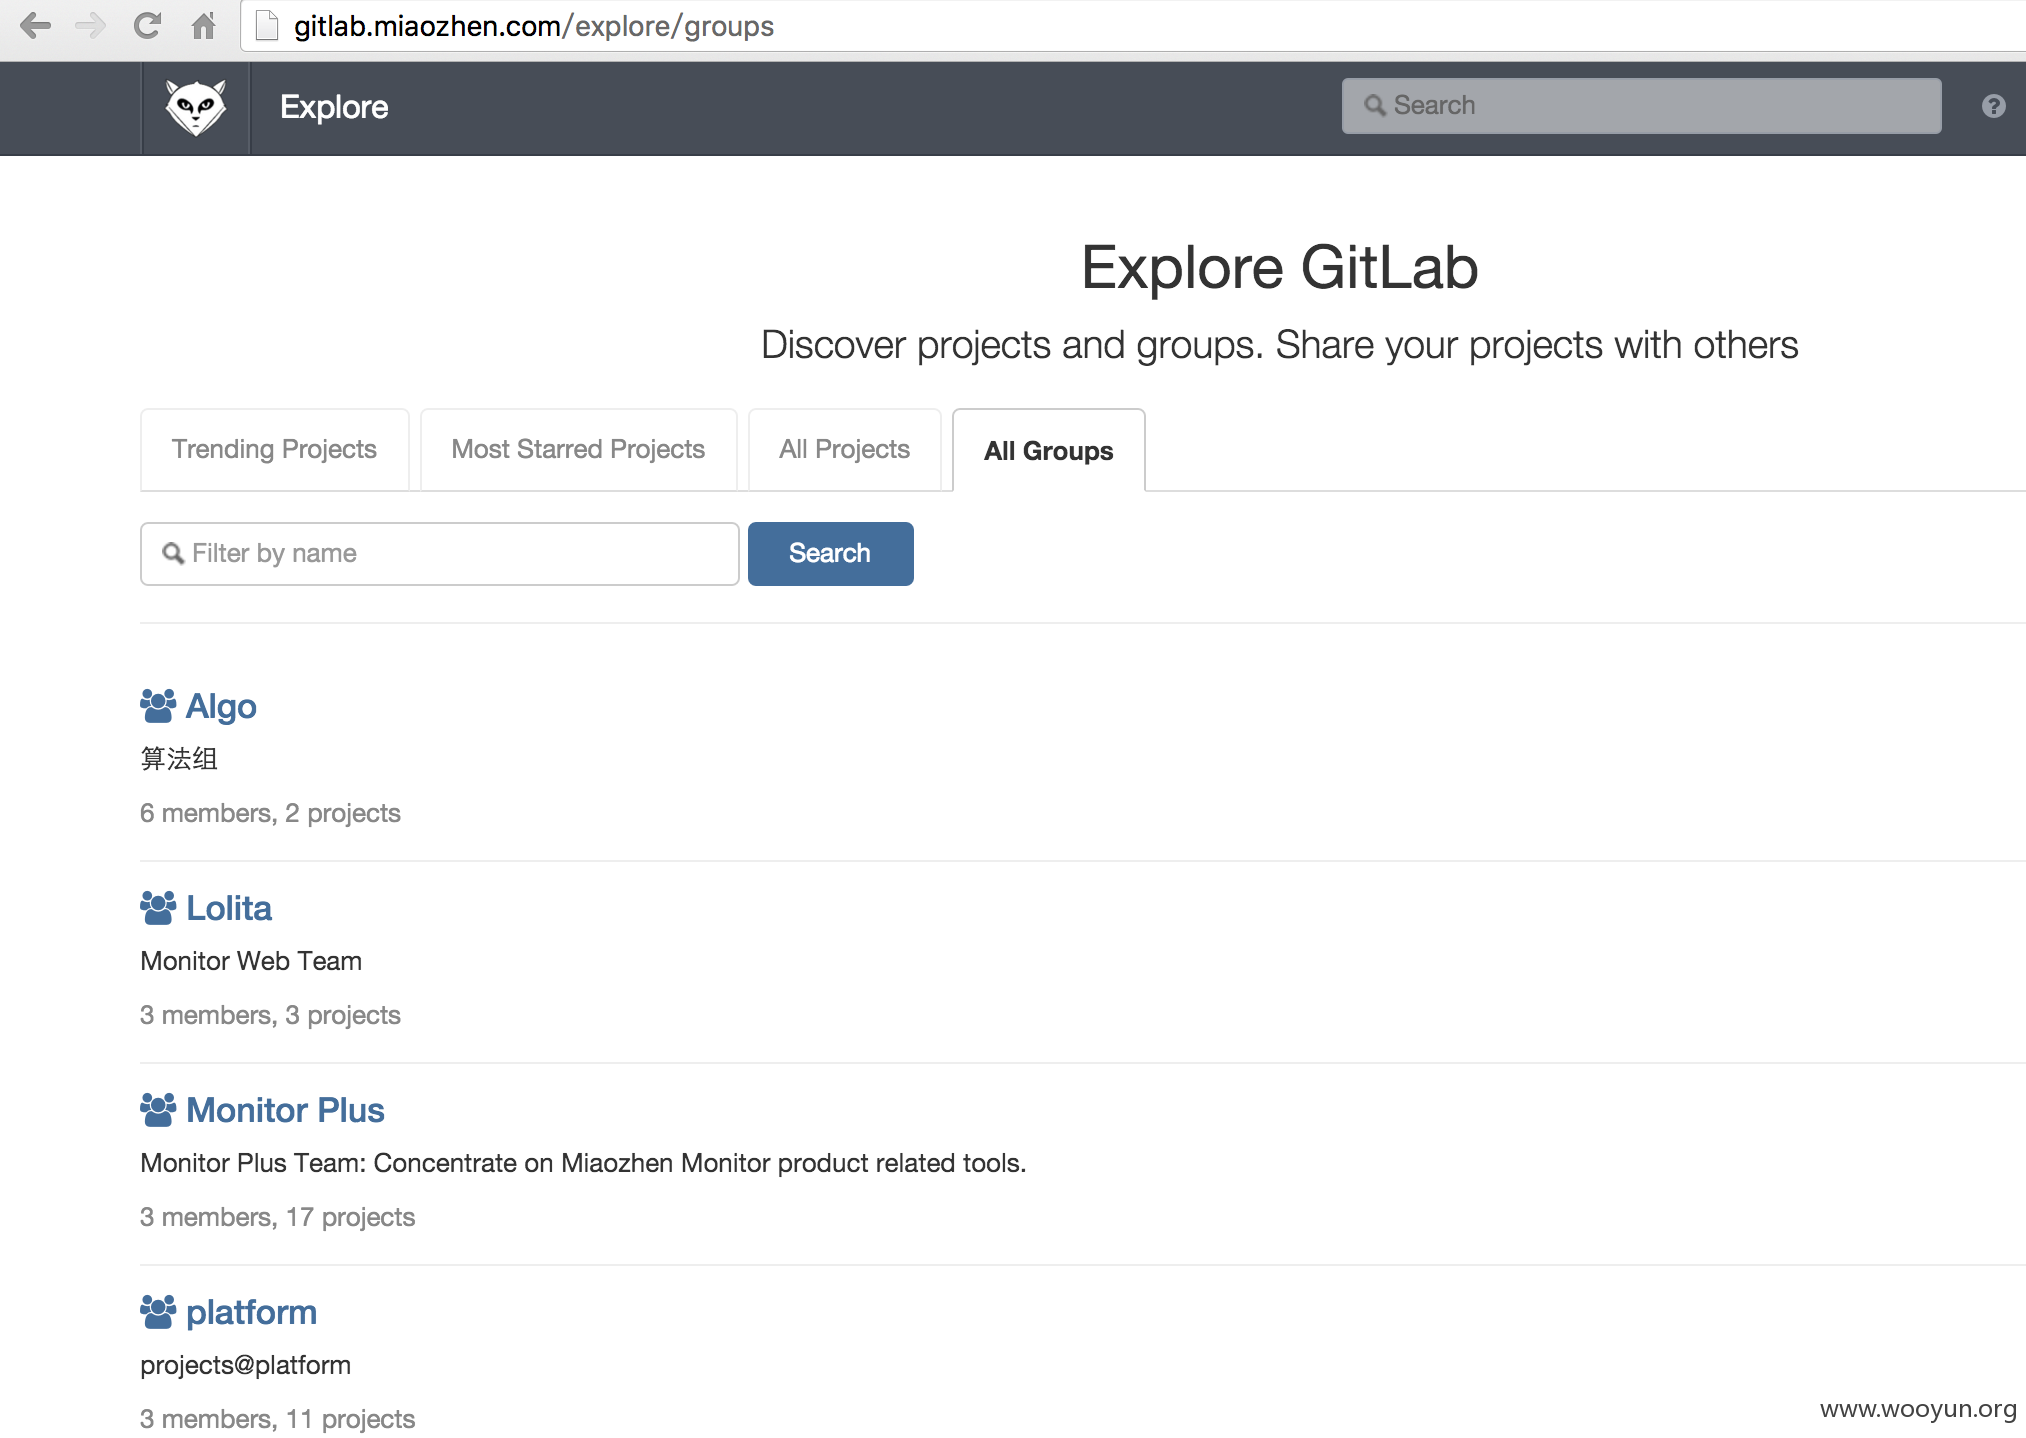 gitlab.miaozhen.com/explore/groups
Explore
Search
Explore GitLab
Discover projects and groups. Share your projects with others
Trending Projects
Most Starred Projects
All Projects
All Groups
Filter by name
Search
Algo
算法组
6 members, 2 projects
Lolita
Monitor Web Team
3 members, 3 projects
Monitor Plus
Monitor Plus Team: Concentrate on Miaozhen Monitor product related tools.
3 members, 17 projects
platform
projects@platform
3 members, 11 projects
www.wooyun.org